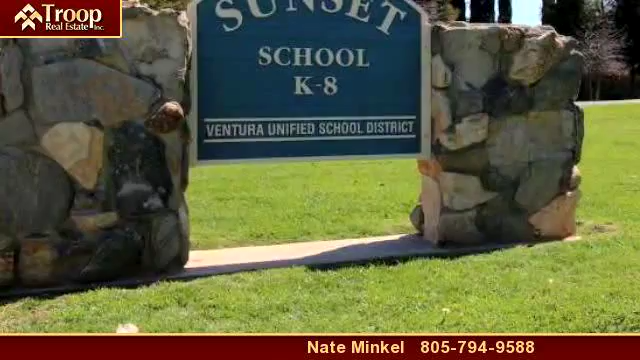 Troop
Real Estate Inc.
SUNSET
SCHOOL
K-8
VENTURA UNIFIED SCHOOL DISTRICT
Nate Minkel 805-794-9588